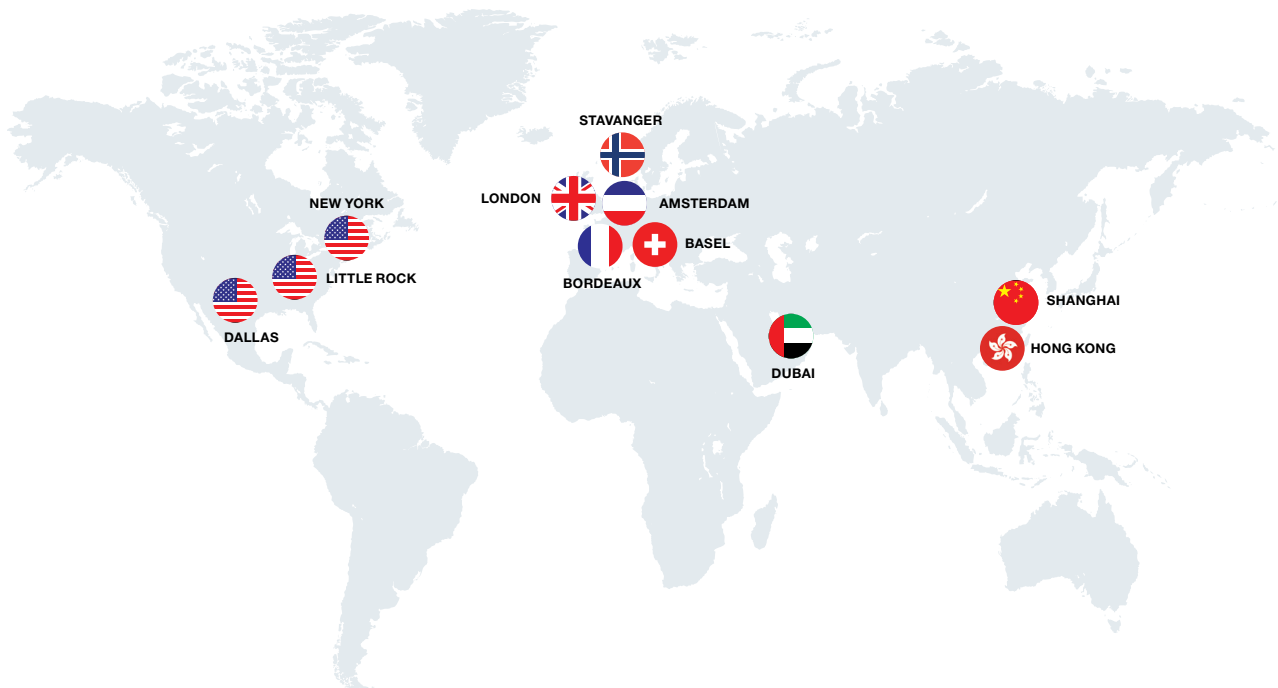 STAVANGER
LONDON
AMSTERDAM
NEW YORK
BASEL
LITTLE ROCK
BORDEAUX
SHANGHAI
DALLAS
HONG KONG
DUBAI